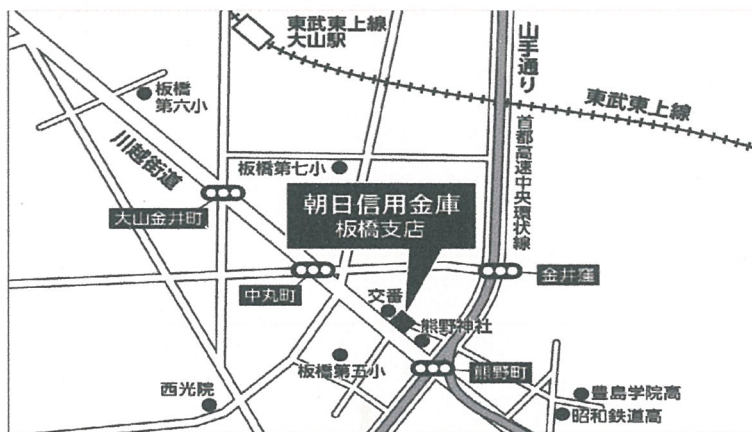 東武東上線
大山駅
山手通り
東武東上線
板橋
第六小
川越街道
首都高速中央環状線
板橋第七小
朝日信用金庫
板橋支店
大山金井町
中丸町
金井窪
交番
熊野神社
板橋第五小
熊野町
西光院
豊島学院高
昭和鉄道高